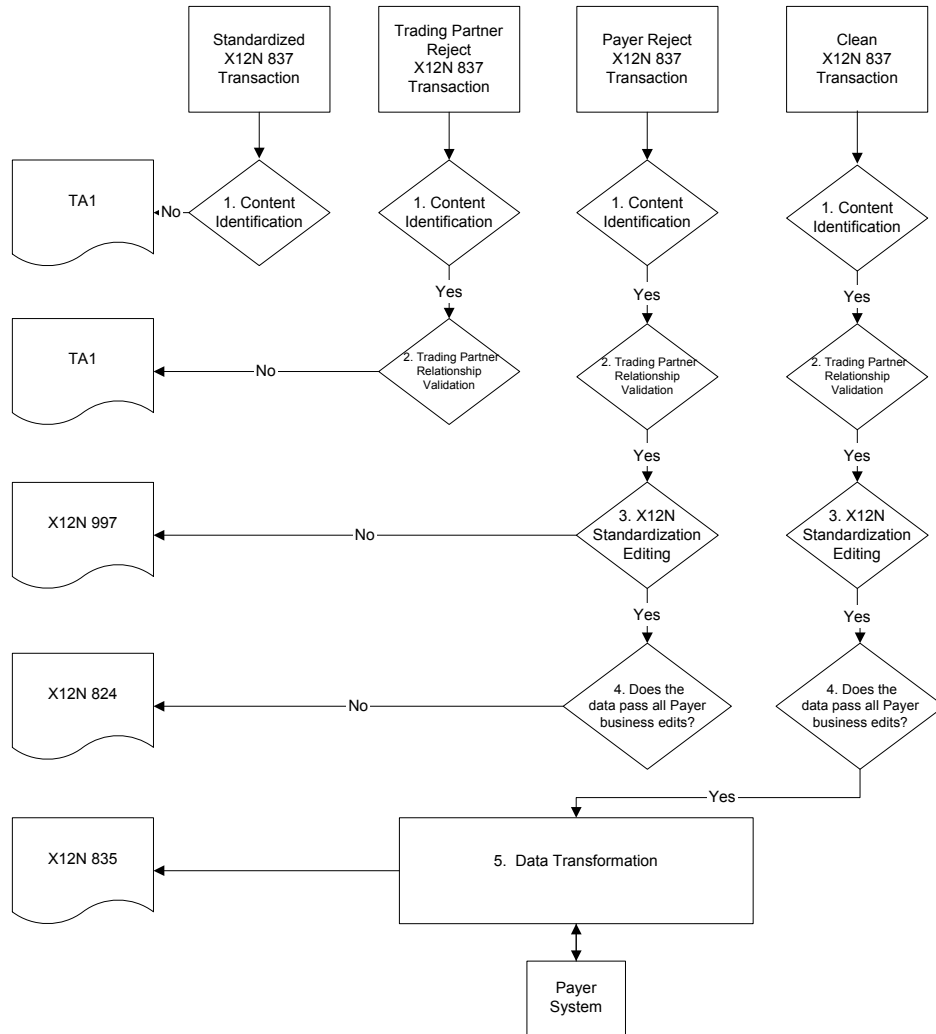 Standardized
X12N 837
Transaction
Trading Partner
Reject
X12N 837
Transaction
Payer Reject
X12N 837
Transaction
Clean
X12N 837
Transaction
TA1
No
1. Content
Identification
1. Content
Identification
1. Content
Identification
1. Content
Identification
Yes
Yes
Yes
TA1
No
2. Trading Partner
Relationship
Validation
2. Trading Partner
Relationship
Validation
2. Trading Partner
Relationship
Validation
Yes
Yes
X12N 997
No
3. X12N
Standardization
Editing
3. X12N
Standardization
Editing
Yes
Yes
X12N 824
No
4. Does the
data pass all Payer
business edits?
4. Does the
data pass all Payer
business edits?
Yes
X12N 835
5. Data Transformation
Payer
System